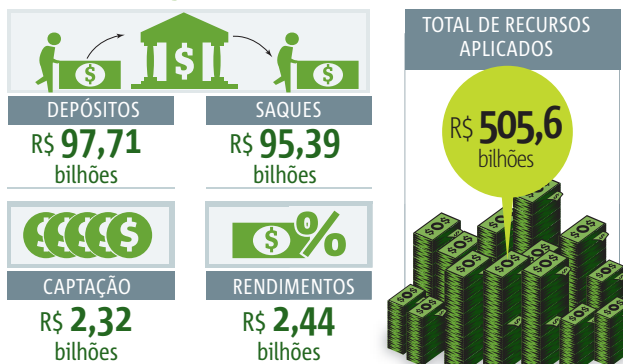 DEPÓSITOS
R$ 97,71
bilhões
SAQUES
R$ 95,39
bilhões
CAPTAÇÃO
R$ 2,32
bilhões
RENDIMENTOS
R$ 2,44
bilhões
TOTAL DE RECURSOS
APLICADOS
R$ 505,6
bilhões